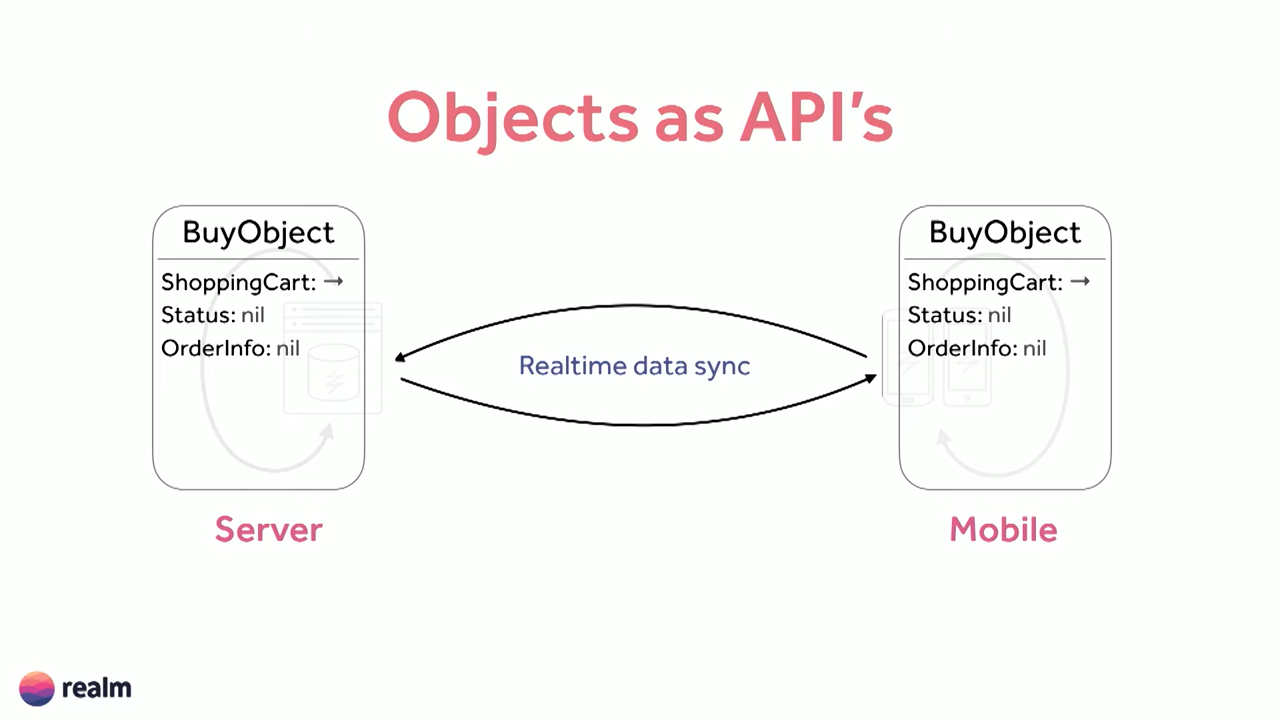 Objects as API's
BuyObject
ShoppingCart: →
Status: nil
OrderInfo: nil
Server
Realtime data sync
BuyObject
ShoppingCart: →
Status: nil
OrderInfo: nil
Mobile
realm